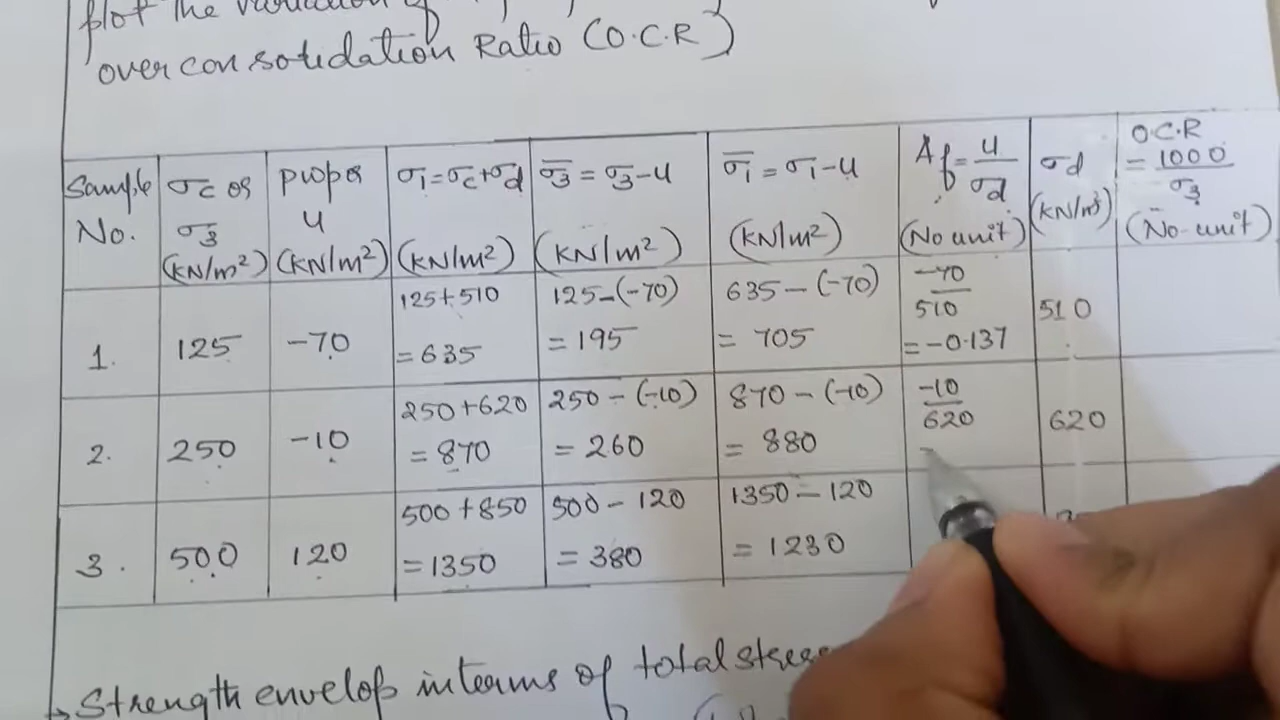 plot the variation of
over consolidation Ratio (O.C.R)
Sample No.
σc or σ3 (kN/m²)
pwp or u (kN/m²)
σ1 = σc+σd (kN/m²)
σ̅3 = σ3-u (kN/m²)
σ̅1 = σ1-u (kN/m²)
Af = u/σd (No unit)
σd (kN/m²)
O.C.R = 1000/σ3 (No-unit)
1. 125 -70 125+510 = 635 125-(-70) = 195 635-(-70) = 705 -70/510 = -0.137 510
2. 250 -10 250+620 = 870 250-(-10) = 260 870-(-10) = 880 -10/620 620
3. 500 120 500+850 = 1350 500-120 = 380 1350-120 = 1230
Strength envelop interms of total